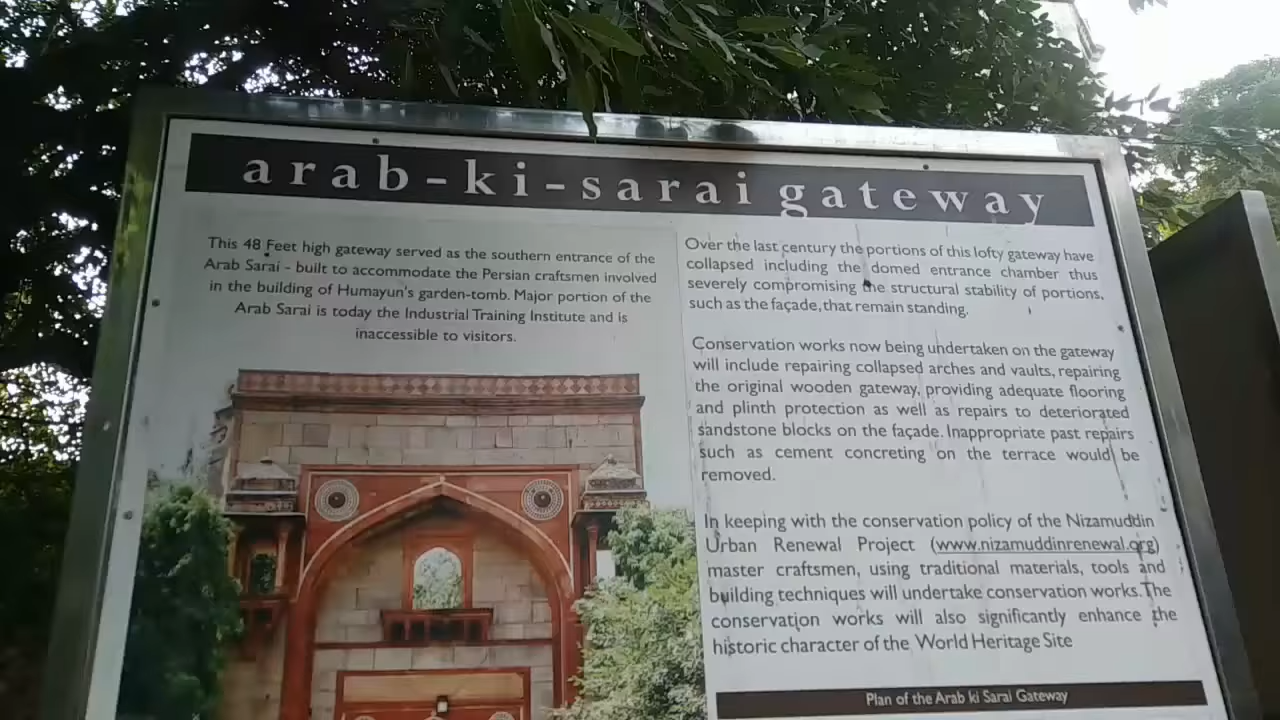 arab-ki-sarai gateway
This 48 Feet high gateway served as the southern entrance of the
Arab Sarai - built to accommodate the Persian craftsmen involved
in the building of Humayun's garden-tomb. Major portion of the
Arab Sarai is today the Industrial Training Institute and is
inaccessible to visitors.
Over the last century the portions of this lofty gateway have
collapsed including the domed entrance chamber thus
severely compromising the structural stability of portions,
such as the façade, that remain standing.
Conservation works now being undertaken on the gateway
will include repairing collapsed arches and vaults, repairing
the original wooden gateway, providing adequate flooring
and plinth protection as well as repairs to deteriorated
sandstone blocks on the façade. Inappropriate past repairs
such as cement concreting on the terrace would be
removed.
In keeping with the conservation policy of the Nizamuddin
Urban Renewal Project (www.nizamuddinrenewal.org)
master craftsmen, using traditional materials, tools and
building techniques will undertake conservation works. The
conservation works will also significantly enhance the
historic character of the World Heritage Site
Plan of the Arab ki Sarai Gateway